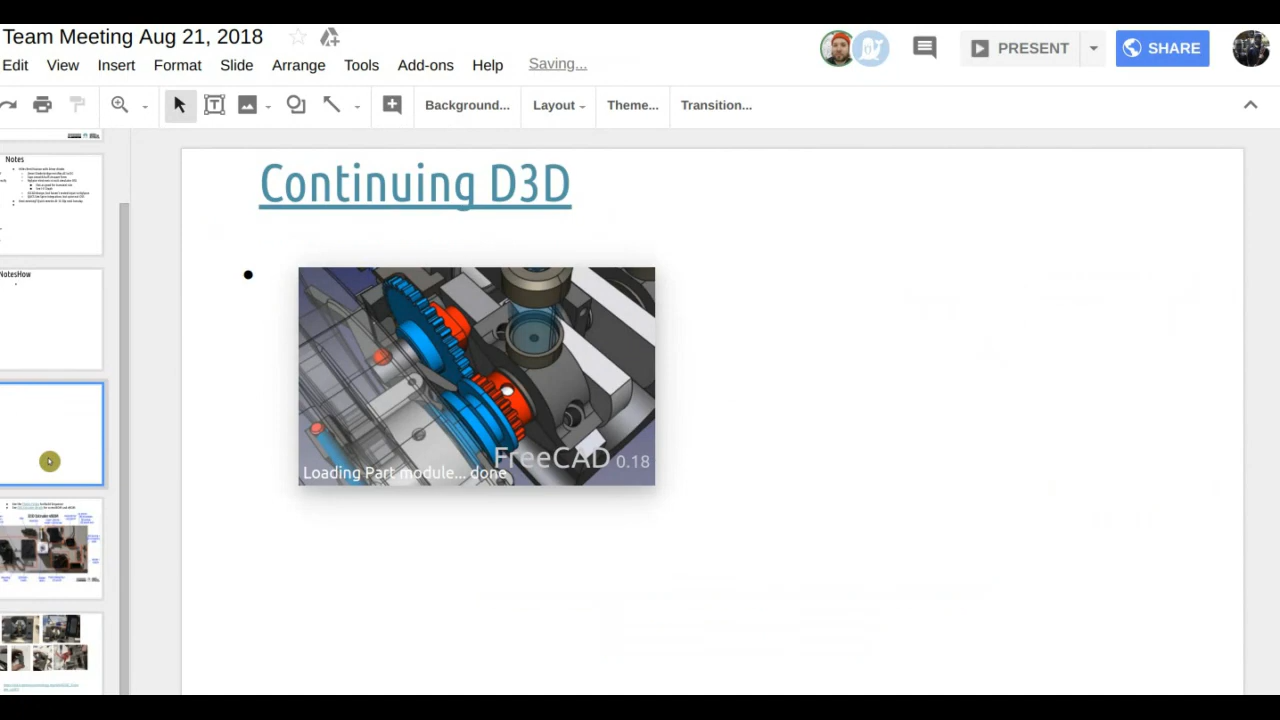 Team Meeting Aug 21, 2018
Edit View Insert Format Slide Arrange Tools Add-ons Help Saving...
PRESENT SHARE
Background... Layout Theme... Transition...
Notes
NotesHow
Continuing D3D
FreeCAD 0.18
Loading Part module... done